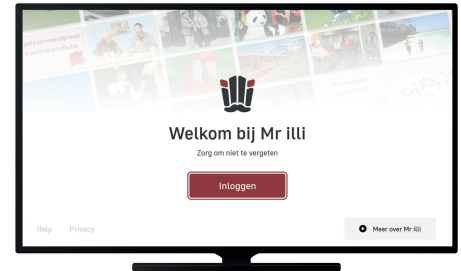 Welkom bij Mr illi
Zorg om niet te vergeten
Inloggen
Help Privacy
Meer over Mr illi